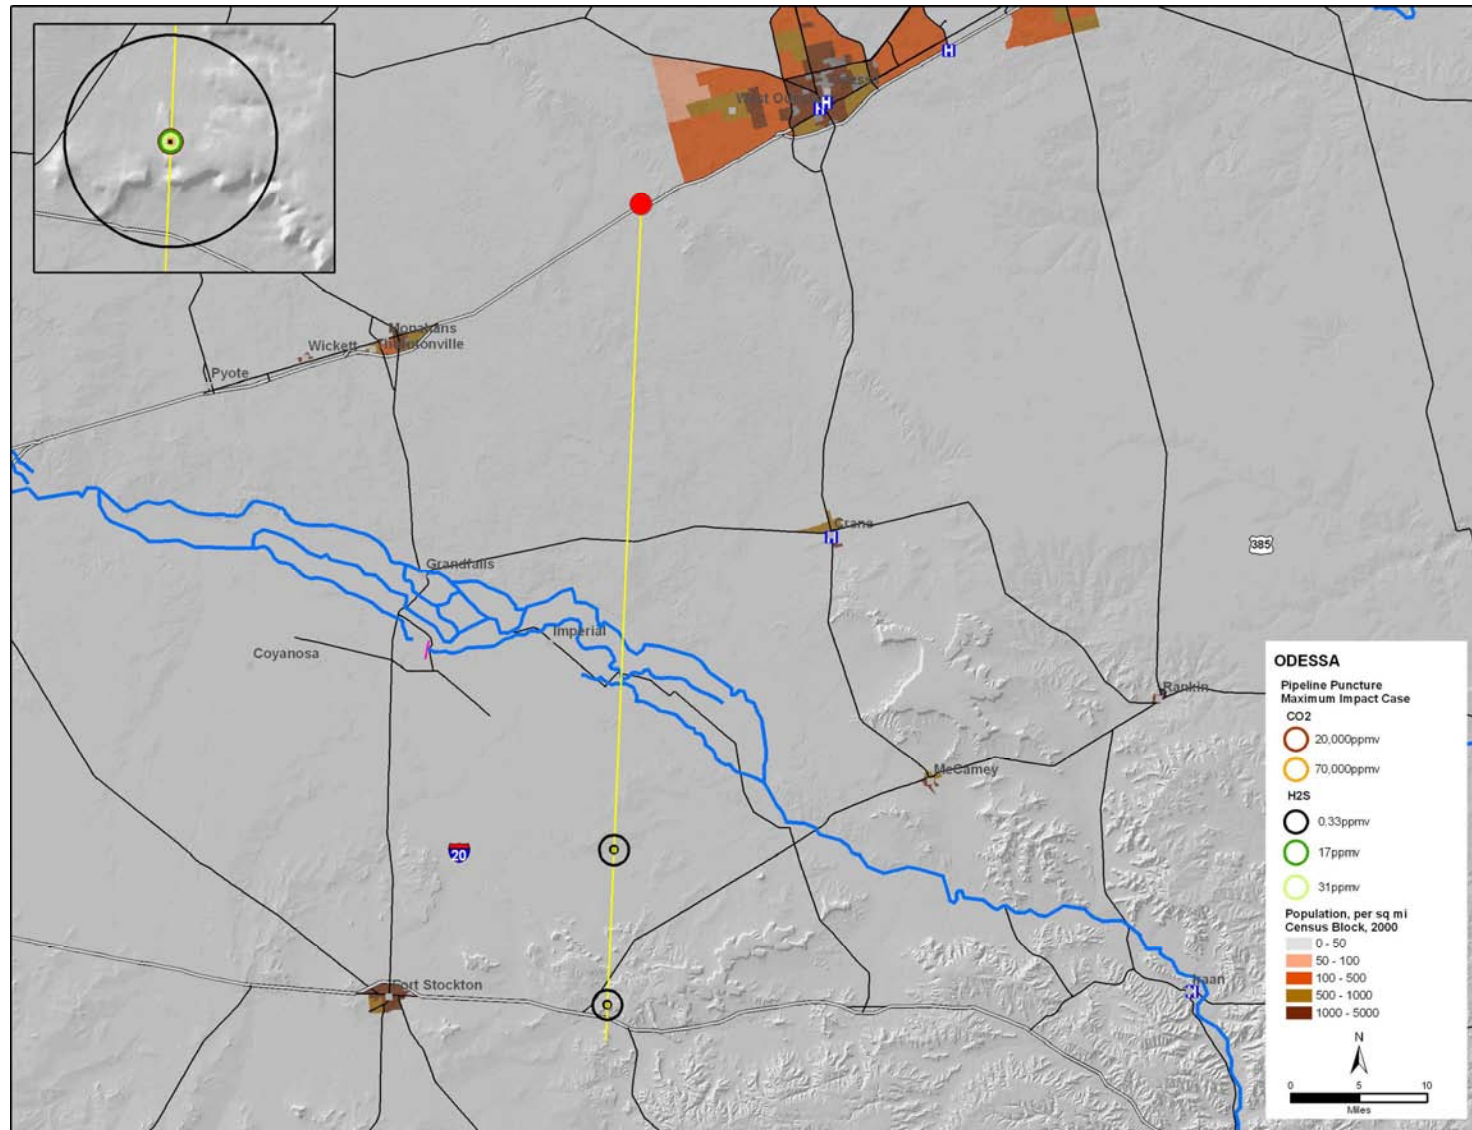 H
West
H
H
Monahans
Wickett
Thorntonville
Pyote
Crane
H
385
Grandfalls
Imperial
Coyanosa
Rankin
McCamey
20
Fort Stockton
Iraan
H
ODESSA
Pipeline Puncture
Maximum Impact Case
CO2
20,000ppmv
70,000ppmv
H2S
0.33ppmv
17ppmv
31ppmv
Population, per sq mi
Census Block, 2000
0 - 50
50 - 100
100 - 500
500 - 1000
1000 - 5000
N
0 5 10
Miles